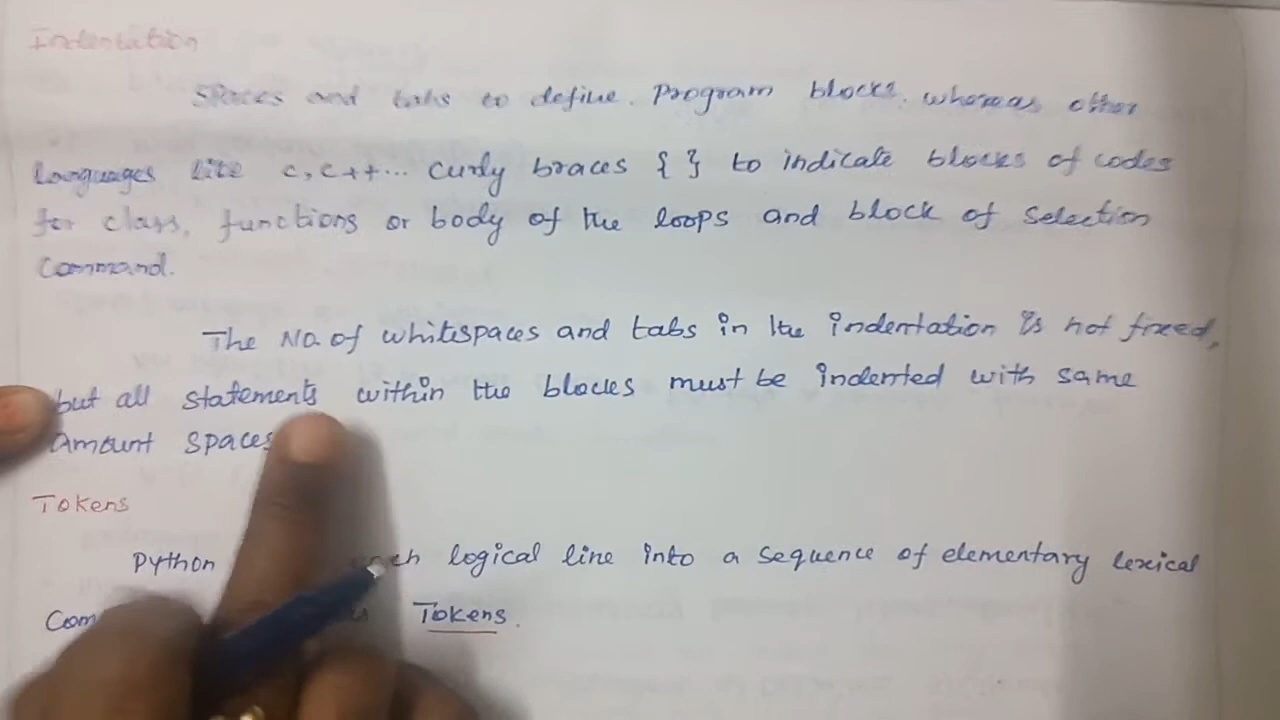 Indentation
Spaces and tabs to define program blocks, whereas other
languages like c, c++... curly braces { } to indicate blocks of codes
for class, functions or body of the loops and block of selection
command.
The No. of whitespaces and tabs in the indentation is not fixed,
but all statements within the blocks must be indented with same
amount spaces
Tokens
Python logical line into a sequence of elementary lexical
Tokens.